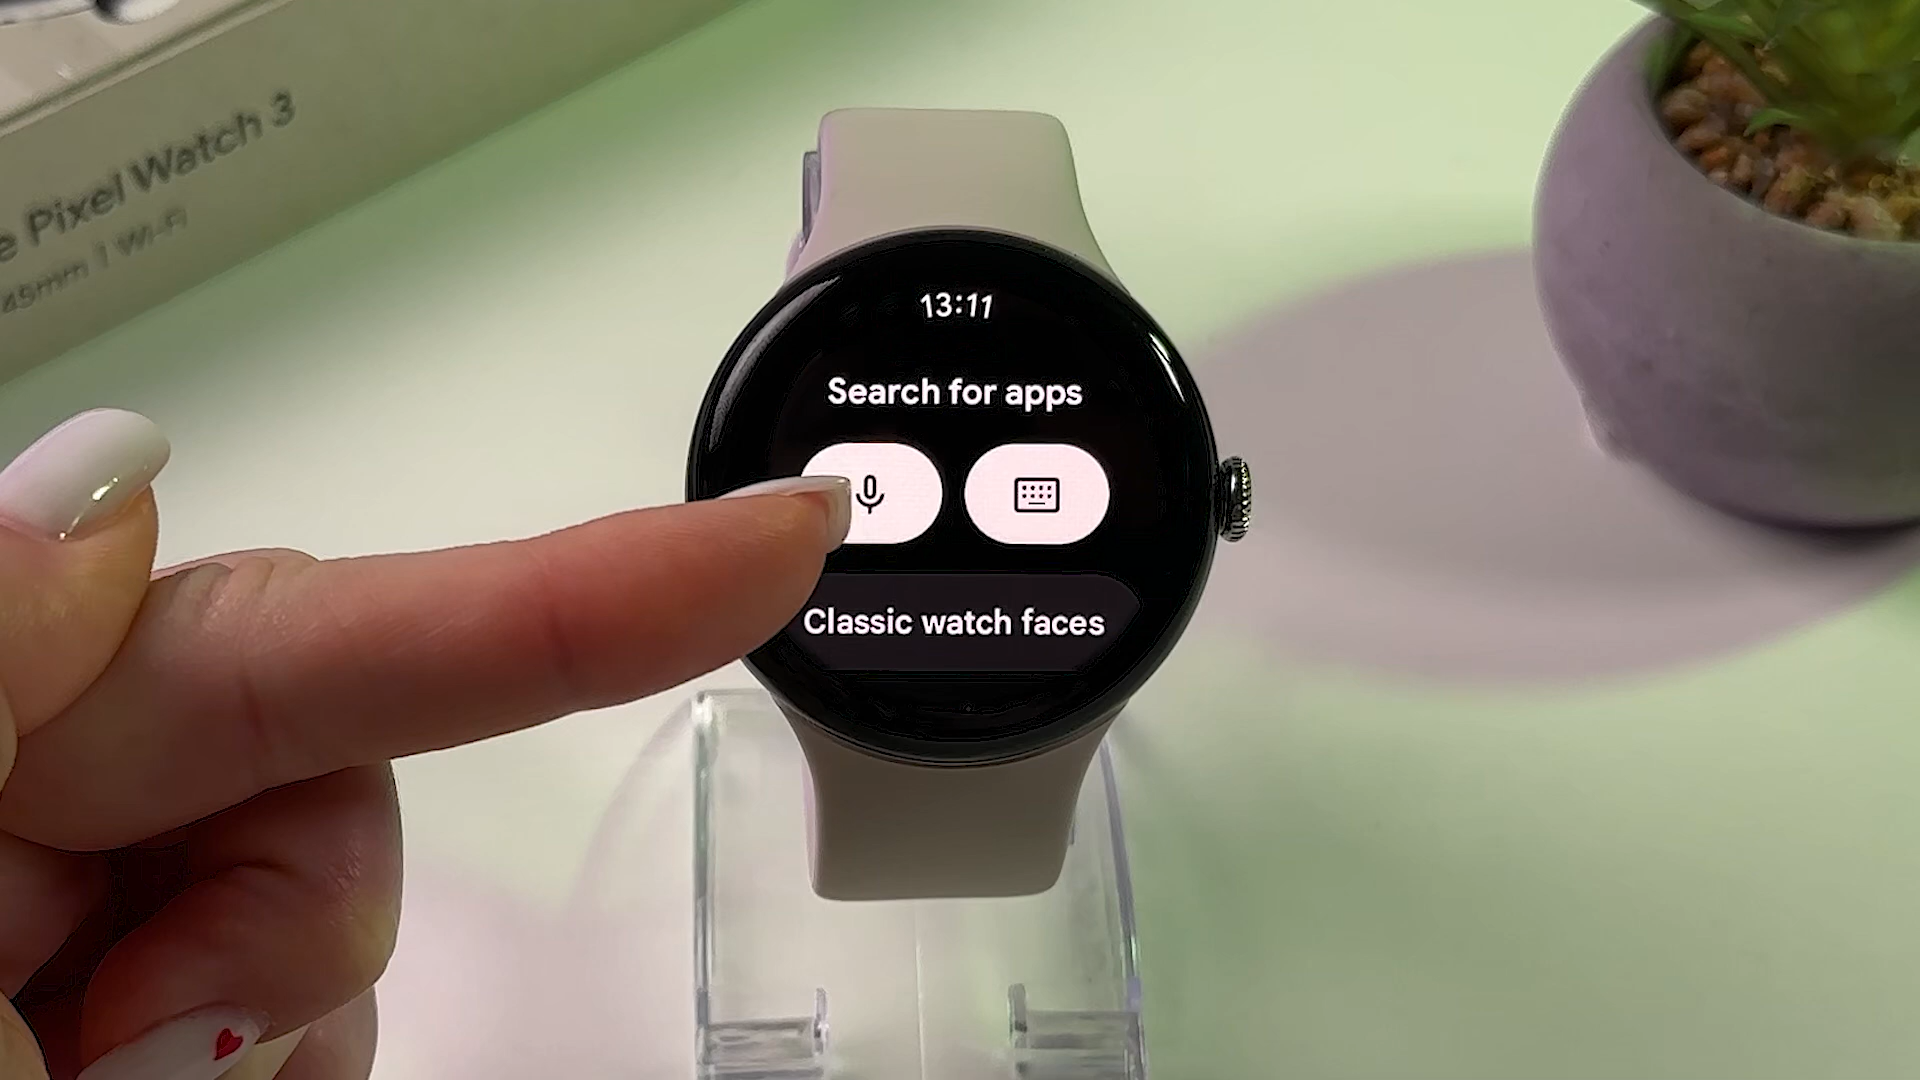 e Pixel Watch 3
45mm | Wi-Fi
13:11
Search for apps
Classic watch faces